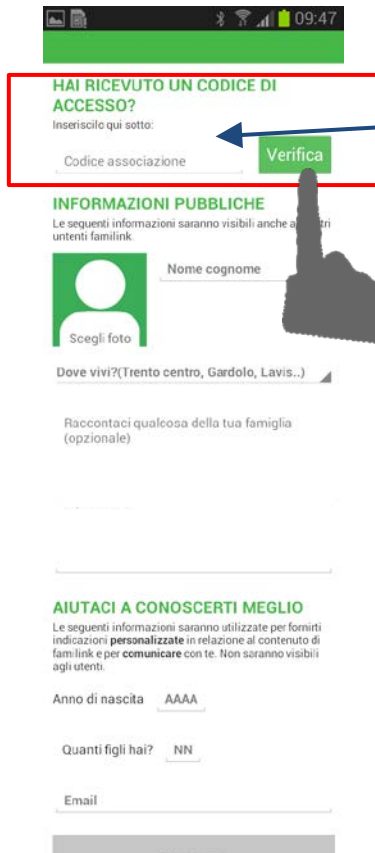 09:47
HAI RICEVUTO UN CODICE DI
ACCESSO?
Inseriscilo qui sotto:
Codice associazione
Verifica
INFORMAZIONI PUBBLICHE
Le seguenti informazioni saranno visibili anche
untenti familink.
Nome cognome
Scegli foto
Dove vivi?(Trento centro, Gardolo, Lavis..)
Raccontaci qualcosa della tua famiglia
(opzionale)
AIUTACI A CONOSCERTI MEGLIO
Le seguenti informazioni saranno utilizzate per fornirti
indicazioni personalizzate in relazione al contenuto di
familink e per comunicare con te. Non saranno visibili
agli utenti.
Anno di nascita AAAA
Quanti figli hai? NN
Email